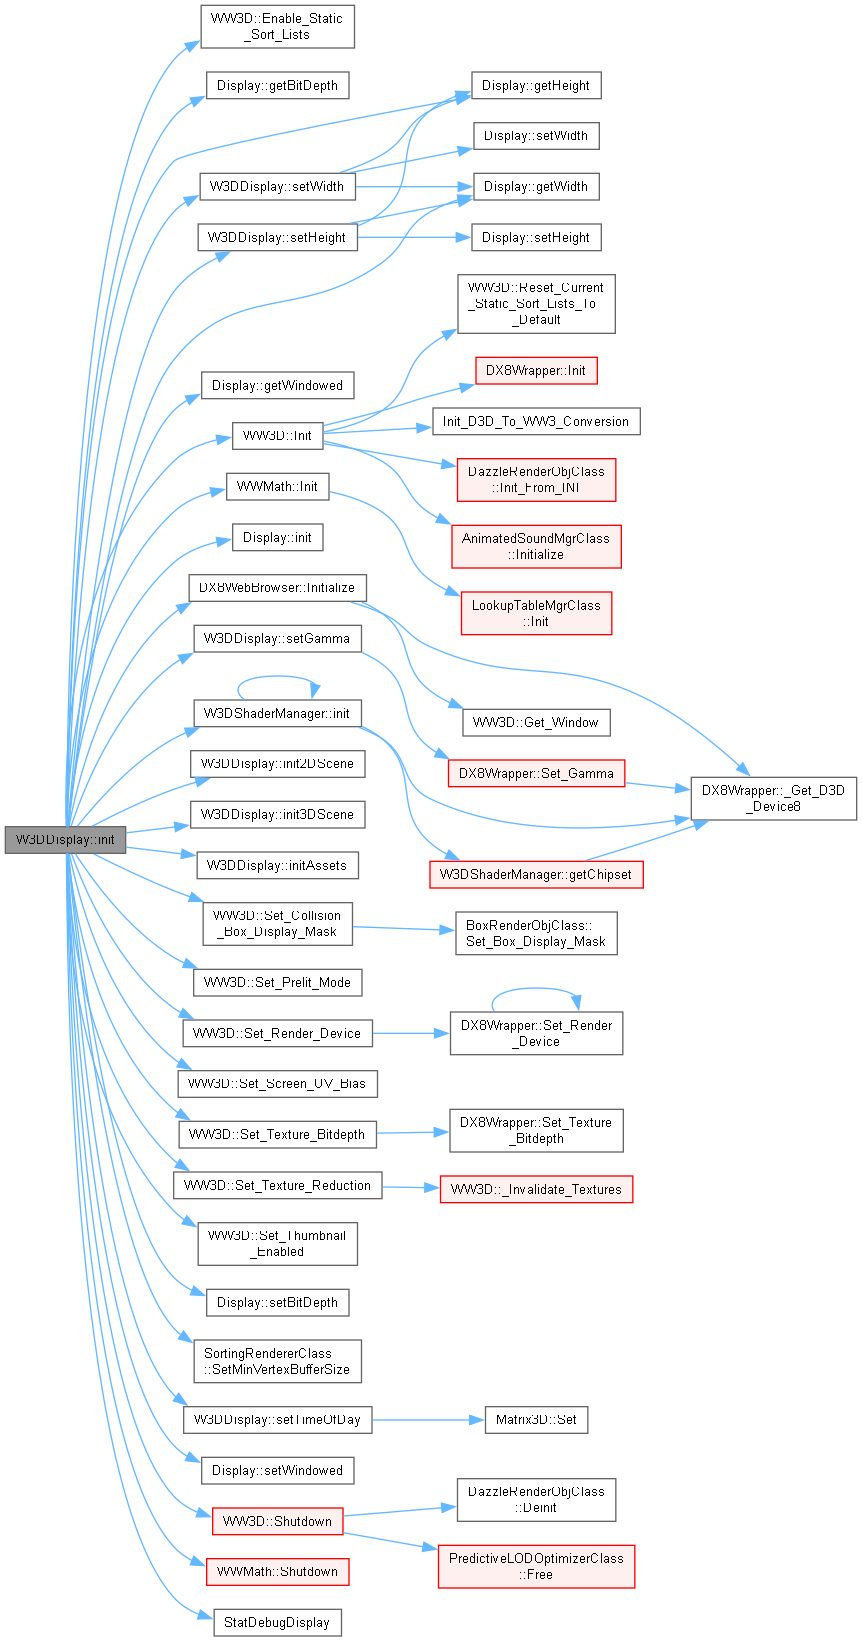 W3DDisplay::init
WW3D::Enable_Static
_Sort_Lists
Display::getBitDepth
W3DDisplay::setWidth
W3DDisplay::setHeight
Display::getWindowed
WW3D::Init
WWMath::Init
Display::init
DX8WebBrowser::Initialize
W3DDisplay::setGamma
W3DShaderManager::init
W3DDisplay::init2DScene
W3DDisplay::init3DScene
W3DDisplay::initAssets
WW3D::Set_Collision
_Box_Display_Mask
WW3D::Set_Prelit_Mode
WW3D::Set_Render_Device
WW3D::Set_Screen_UV_Bias
WW3D::Set_Texture_Bitdepth
WW3D::Set_Texture_Reduction
WW3D::Set_Thumbnail
_Enabled
Display::setBitDepth
SortingRendererClass
::SetMinVertexBufferSize
W3DDisplay::setTimeOfDay
Display::setWindowed
WW3D::Shutdown
WWMath::Shutdown
StatDebugDisplay
Display::getHeight
Display::setWidth
Display::getWidth
Display::setHeight
WW3D::Reset_Current
_Static_Sort_Lists_To
_Default
DX8Wrapper::Init
Init_D3D_To_WW3_Conversion
DazzleRenderObjClass
::Init_From_INI
AnimatedSoundMgrClass
::Initialize
LookupTableMgrClass
::Init
WW3D::Get_Window
DX8Wrapper::Set_Gamma
W3DShaderManager::getChipset
BoxRenderObjClass::
Set_Box_Display_Mask
DX8Wrapper::Set_Render
_Device
DX8Wrapper::Set_Texture
_Bitdepth
WW3D::_Invalidate_Textures
Matrix3D::Set
DazzleRenderObjClass
::Deinit
PredictiveLODOptimizerClass
::Free
DX8Wrapper::_Get_D3D
_Device8